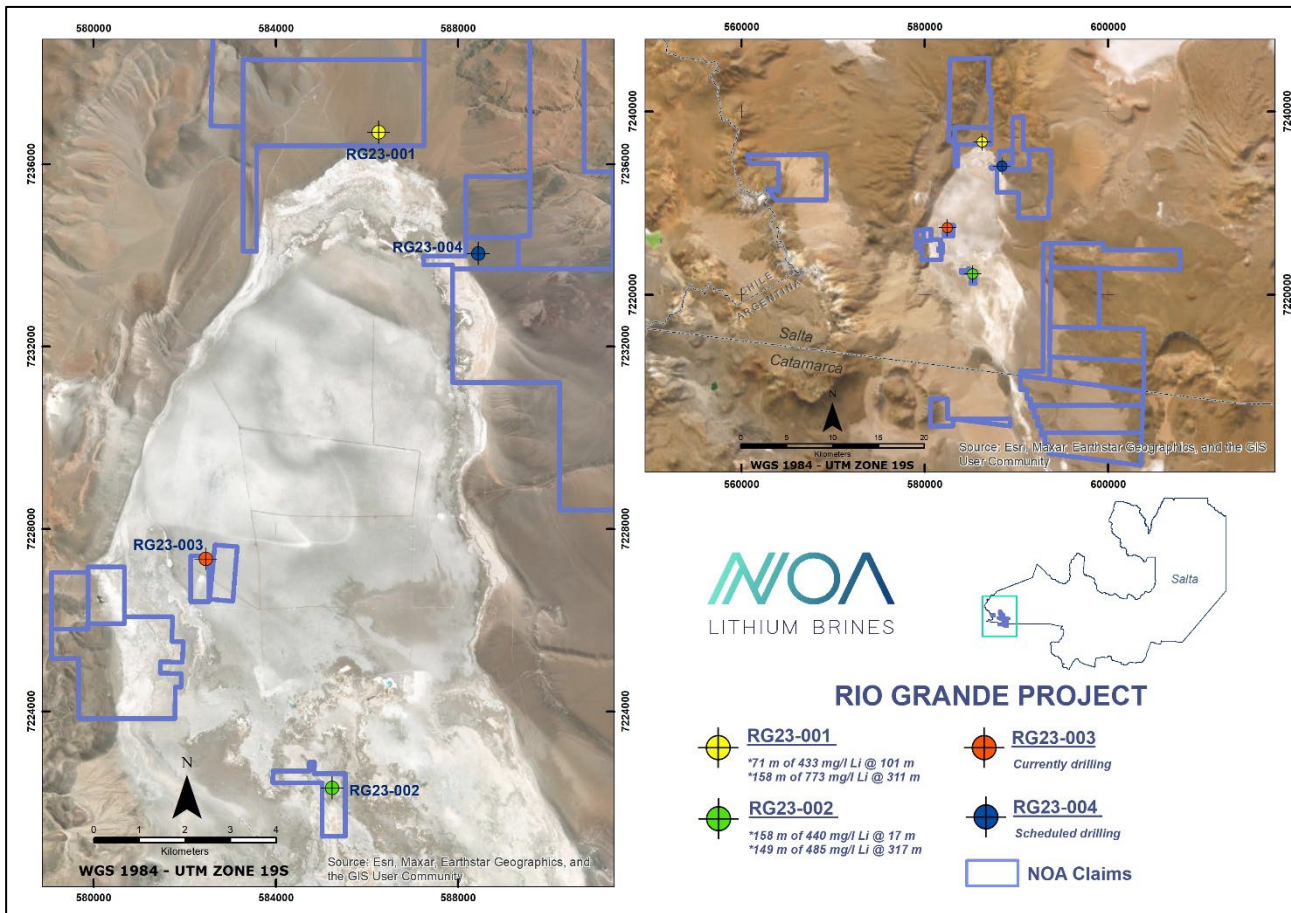 580000
584000
588000
7236000
7232000
7228000
7224000
7236000
7232000
7228000
7224000
RG23-001
RG23-004
RG23-003
RG23-002
N
0 1 2 3 4
Kilometers
WGS 1984 - UTM ZONE 19S
Source: Esri, Maxar, Earthstar Geographics, and
the GIS User Community
580000
584000
588000
560000
580000
600000
7240000
7220000
7240000
7220000
CHILE
ARGENTINA
Salta
Catamarca
N
0 5 10 15 20
Kilometers
WGS 1984 - UTM ZONE 19S
Source: Esri, Maxar, Earthstar Geographics, and the GIS
User Community
560000
580000
600000
NOA
LITHIUM BRINES
Salta
RIO GRANDE PROJECT
RG23-001
*71 m of 433 mg/l Li @ 101 m
*158 m of 773 mg/l Li @ 311 m
RG23-002
*158 m of 440 mg/l Li @ 17 m
*149 m of 485 mg/l Li @ 317 m
RG23-003
Currently drilling
RG23-004
Scheduled drilling
NOA Claims